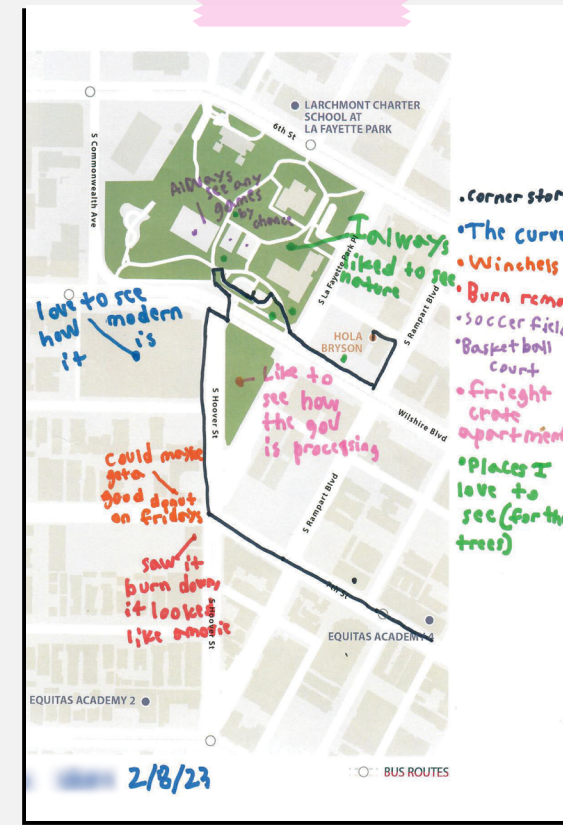 LARCHMONT CHARTER
SCHOOL AT
LA FAYETTE PARK
6th St
S Commonwealth Ave
Always
see any
games
by
chance
I always
liked to see
nature
S La Fayette Park Pl
S Rampart Blvd
love to see
how modern
it is
HOLA
BRYSON
Like to
see how
the gov
is processing
S Hoover St
Wilshire Blvd
could maybe
get a
good donot
on fridays
S Rampart Blvd
saw it
burn down
it looked
like a movie
S Hoover St
7th St
EQUITAS ACADEMY 4
EQUITAS ACADEMY 2
2/8/23
BUS ROUTES
• corner stor
• The curve
• Winchels
• Burn remo
• soccer field
• Basketball
court
• frieght
crate
apartment
• Places I
love to
see (for the
trees)